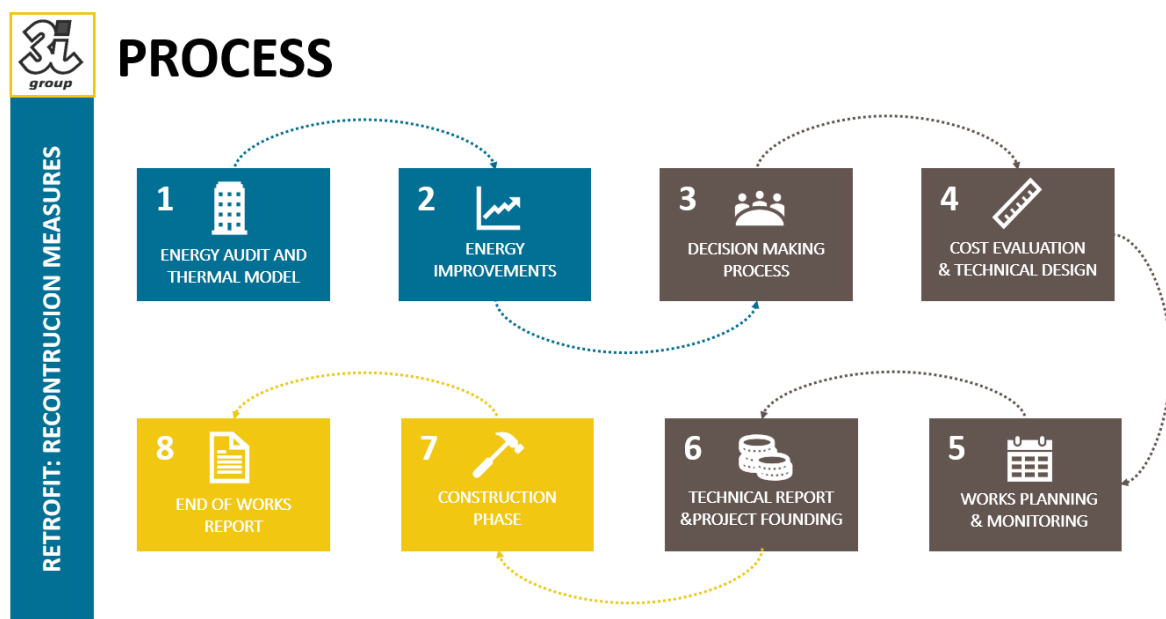 3i
group
PROCESS
RETROFIT: RECONTRUCION MEASURES
1
ENERGY AUDIT AND
THERMAL MODEL
2
ENERGY
IMPROVEMENTS
3
DECISION MAKING
PROCESS
4
COST EVALUATION
& TECHNICAL DESIGN
8
END OF WORKS
REPORT
7
CONSTRUCTION
PHASE
6
TECHNICAL REPORT
&PROJECT FOUNDING
5
WORKS PLANNING
& MONITORING